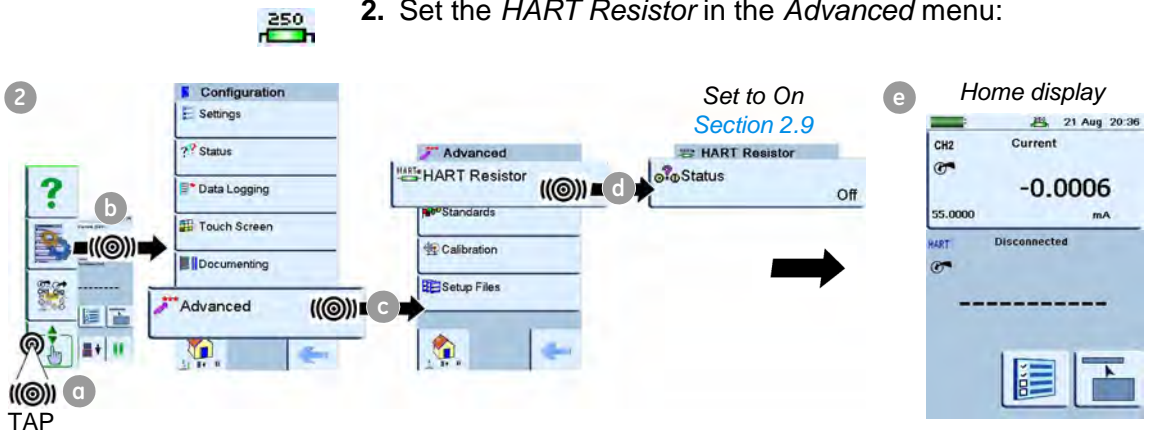 250
2. Set the HART Resistor in the Advanced menu:
2
Configuration
Settings
Status
Data Logging
Touch Screen
Documenting
Advanced
?
b
a
TAP
c
Advanced
HART
HART Resistor
Standards
Calibration
Setup Files
d
Set to On
Section 2.9
HART Resistor
Status
Off
e
Home display
21 Aug 20:36
CH2
Current
-0.0006
55.0000
mA
HART
Disconnected
-----------